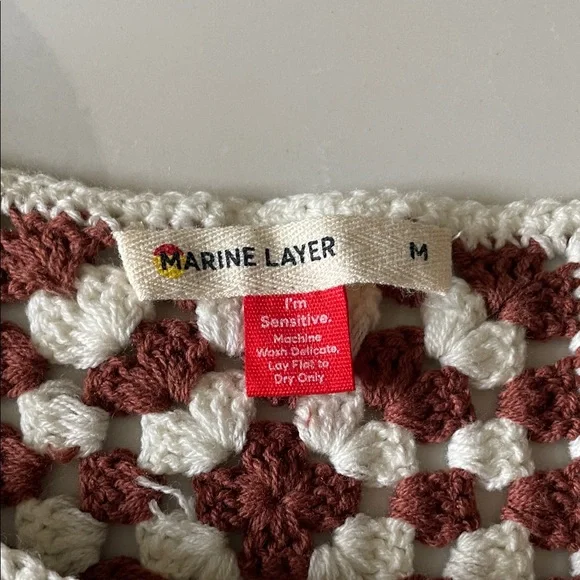 MARINE LAYER M
I'm
Sensitive.
Machine
Wash Delicate,
Lay Flat to
Dry Only